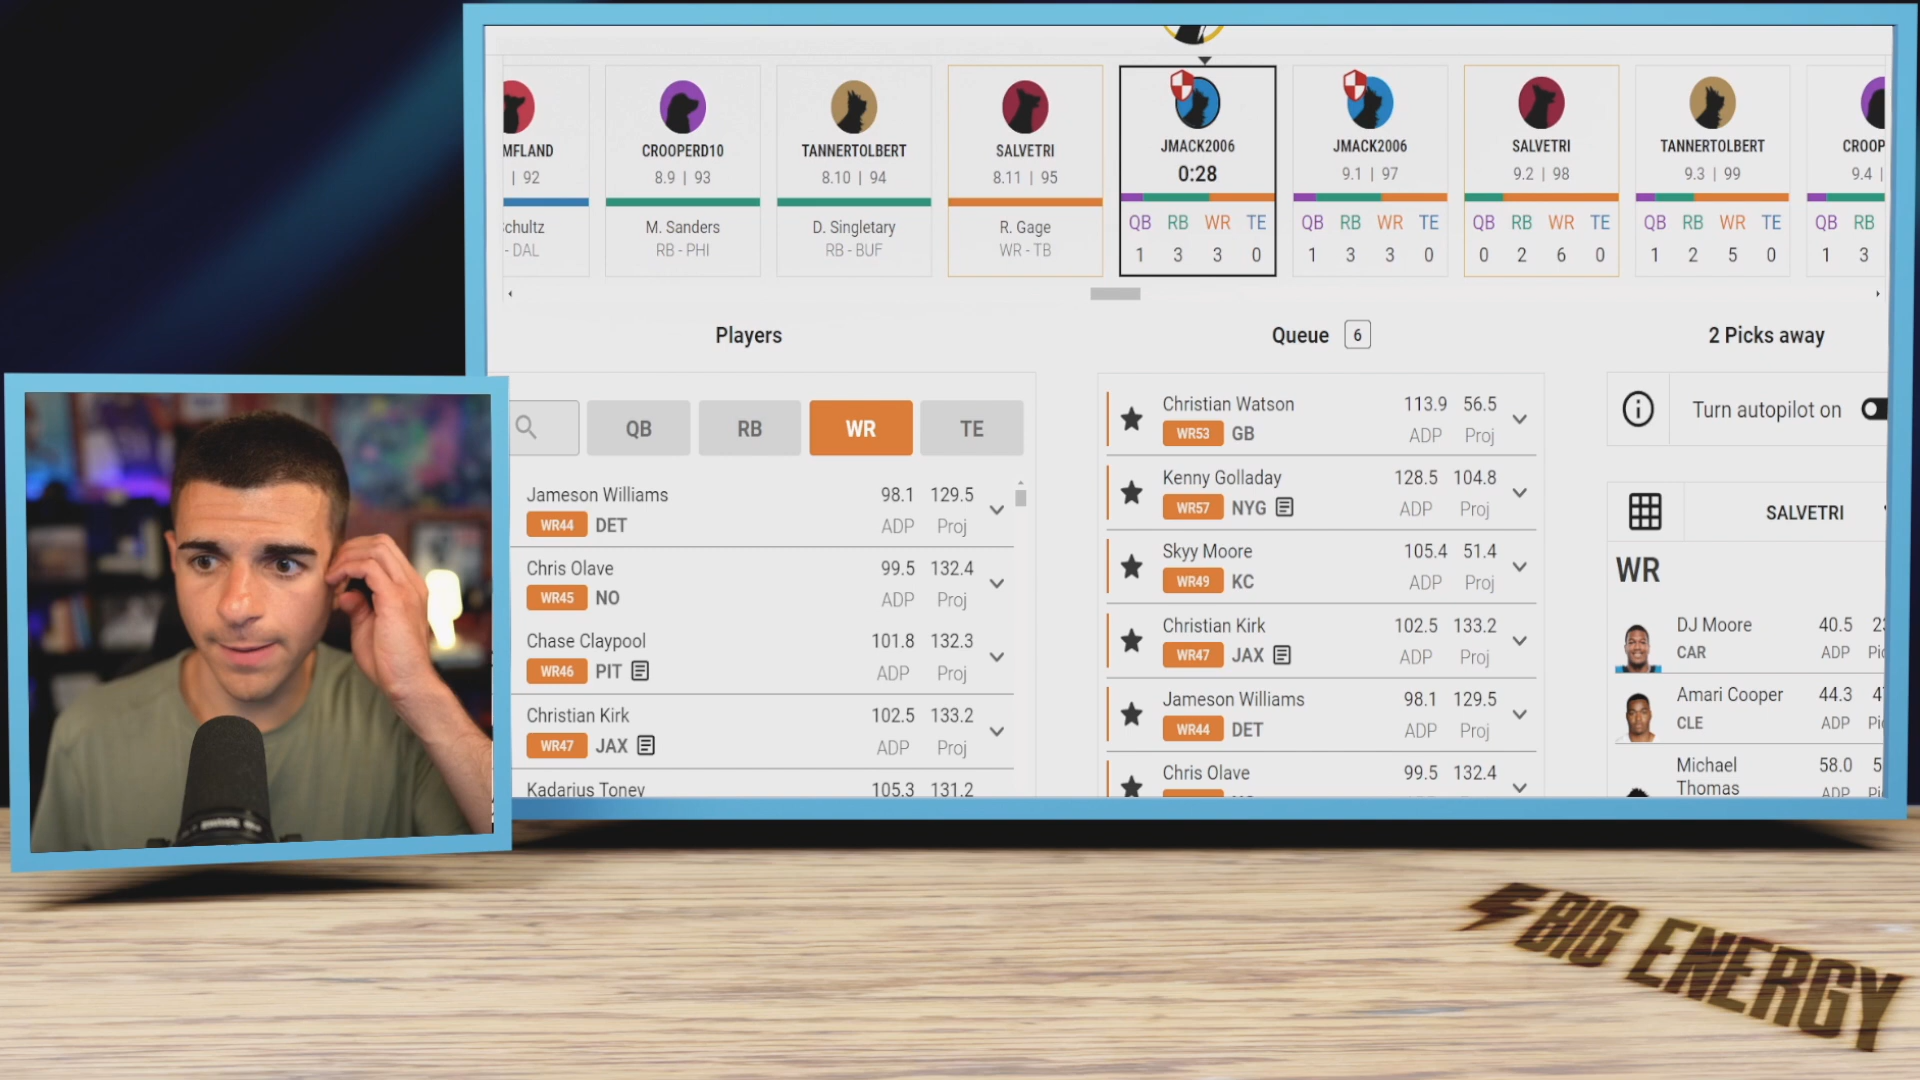 MFLAND
| 92
- DAL
CROOPERD10
8.9 | 93
M. Sanders
RB - PHI
TANNERTOLBERT
8.10 | 94
D. Singletary
RB - BUF
SALVETRI
8.11 | 95
R. Gage
WR - TB
JMACK2006
0:28
QB RB WR TE
1 3 3 0
JMACK2006
9.1 | 97
QB RB WR TE
1 3 3 0
SALVETRI
9.2 | 98
QB RB WR TE
0 2 6 0
TANNERTOLBERT
9.3 | 99
QB RB WR TE
1 2 5 0
CROOP
9.4 |
QB RB
1 3
Players
QB RB WR TE
Jameson Williams 98.1 129.5
WR44 DET ADP Proj
Chris Olave 99.5 132.4
WR45 NO ADP Proj
Chase Claypool 101.8 132.3
WR46 PIT ADP Proj
Christian Kirk 102.5 133.2
WR47 JAX ADP Proj
Kadarius Toney 105.3 131.2
Queue 6
Christian Watson 113.9 56.5
WR53 GB ADP Proj
Kenny Golladay 128.5 104.8
WR57 NYG ADP Proj
Skyy Moore 105.4 51.4
WR49 KC ADP Proj
Christian Kirk 102.5 133.2
WR47 JAX ADP Proj
Jameson Williams 98.1 129.5
WR44 DET ADP Proj
Chris Olave 99.5 132.4
2 Picks away
Turn autopilot on
SALVETRI
WR
DJ Moore 40.5
CAR ADP
Amari Cooper 44.3
CLE ADP
Michael 58.0
Thomas ADP
BIG ENERGY